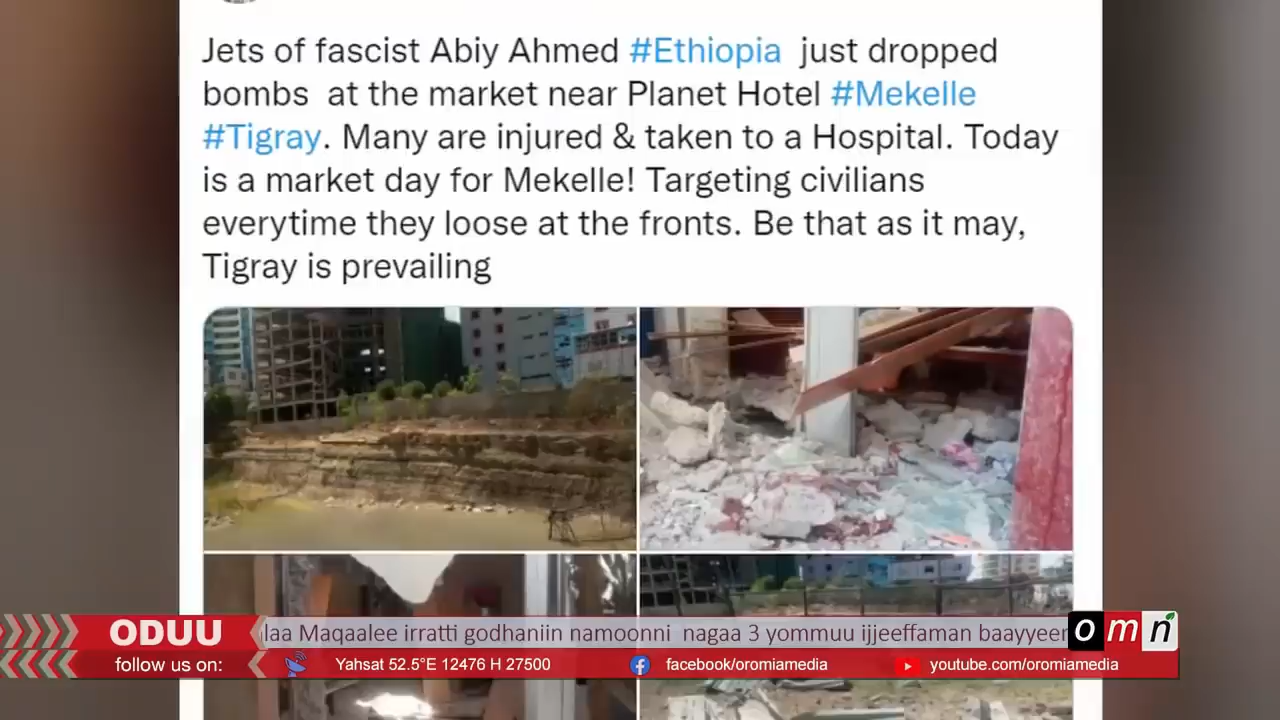 Jets of fascist Abiy Ahmed #Ethiopia just dropped
bombs at the market near Planet Hotel #Mekelle
#Tigray. Many are injured & taken to a Hospital. Today
is a market day for Mekelle! Targeting civilians
everytime they loose at the fronts. Be that as it may,
Tigray is prevailing
ODUU
laa Maqaalee irratti godhaniin namoonni nagaa 3 yommuu ijjeeffaman baayyeen
omn
follow us on:
Yahsat 52.5°E 12476 H 27500
facebook/oromiamedia
youtube.com/oromiamedia